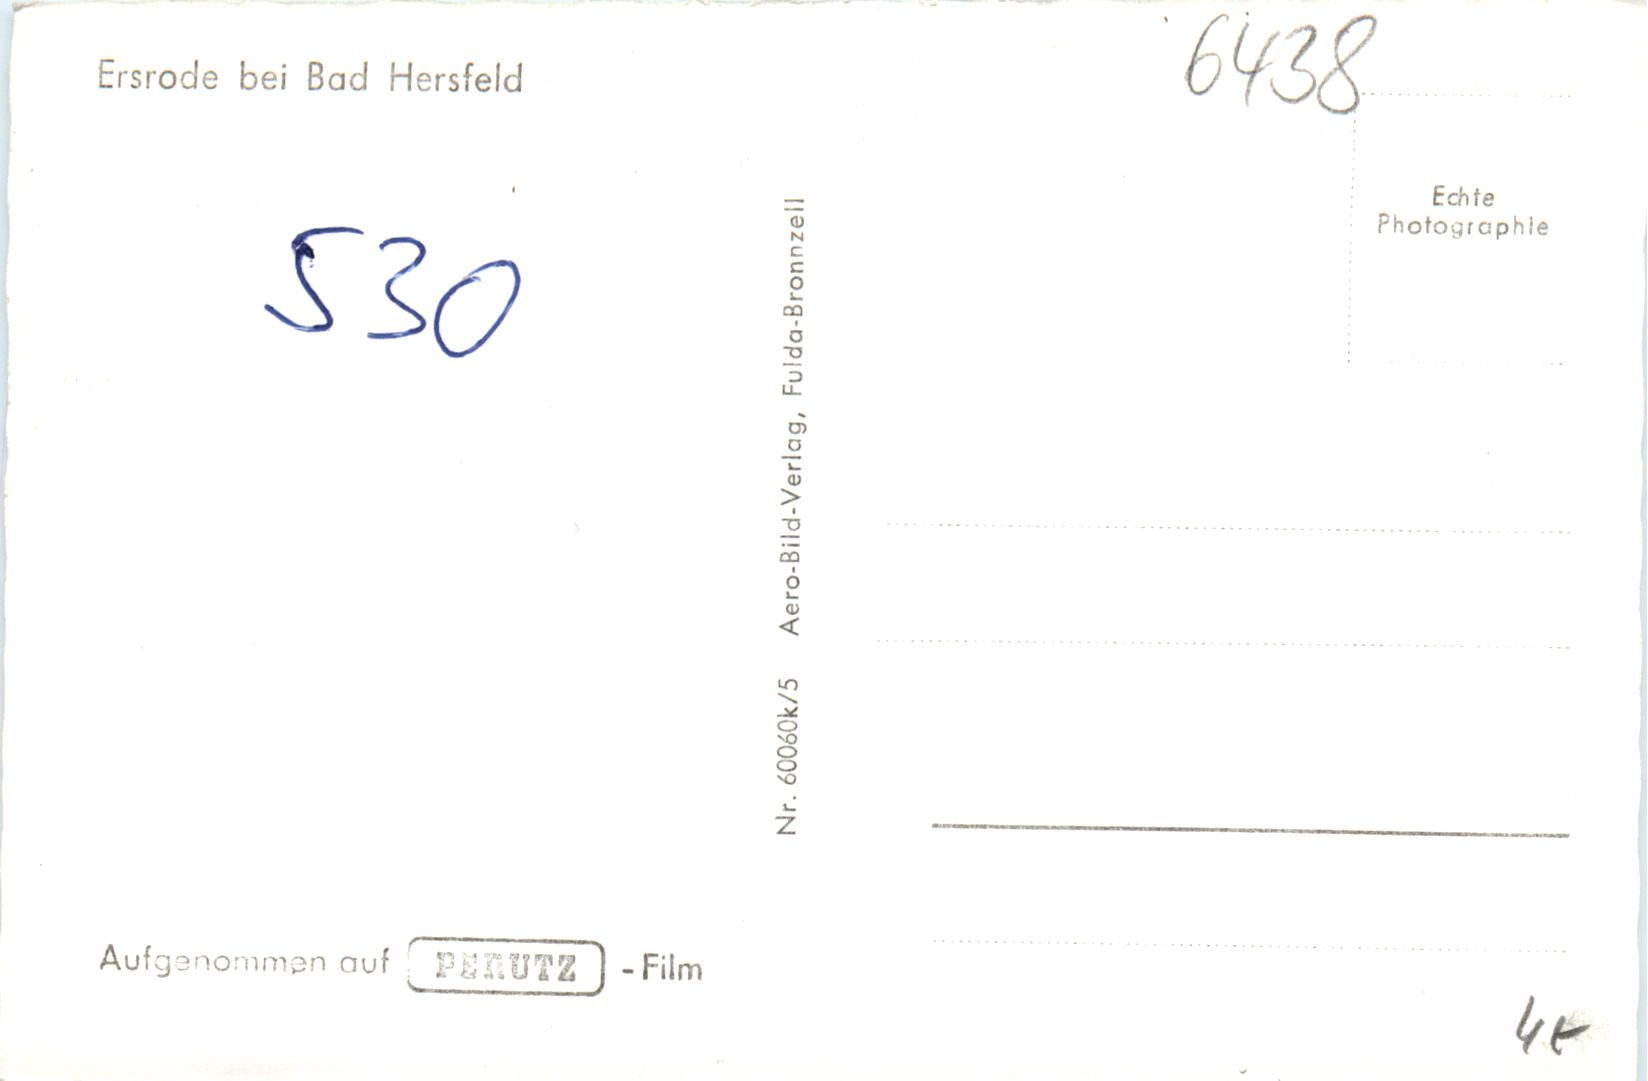 Ersrode bei Bad Hersfeld
6438
530
Echte
Photographie
Nr. 60060k/5 Aero-Bild-Verlag, Fulda-Bronnzell
Aufgenommen auf PERUTZ -Film